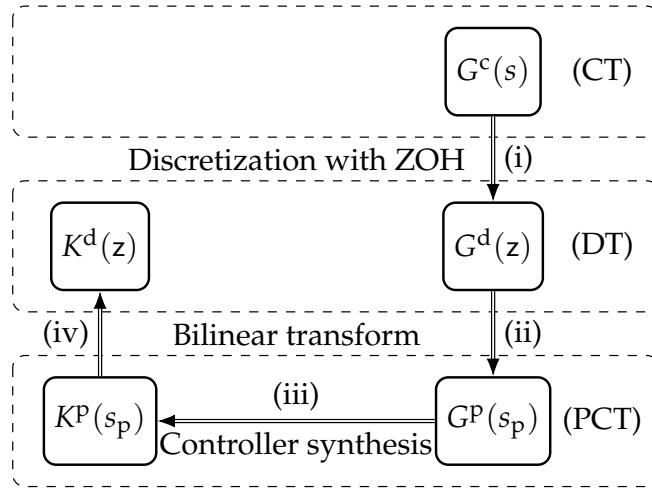 G^c(s) (CT)
Discretization with ZOH (i)
K^d(z) G^d(z) (DT)
(iv) Bilinear transform (ii)
(iii)
K^p(s_p) G^p(s_p) (PCT)
Controller synthesis